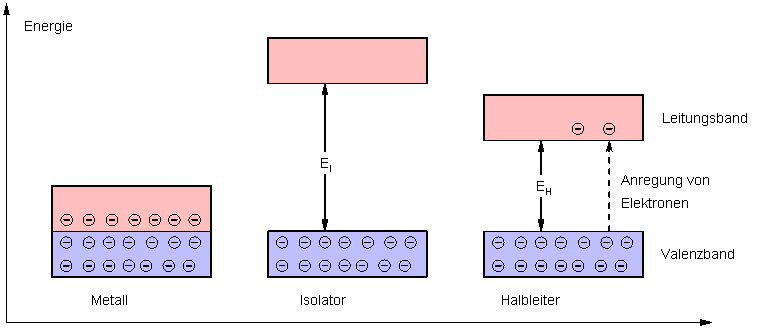 Energie
Leitungsband
E_I
E_H
Anregung von
Elektronen
Valenzband
Metall
Isolator
Halbleiter